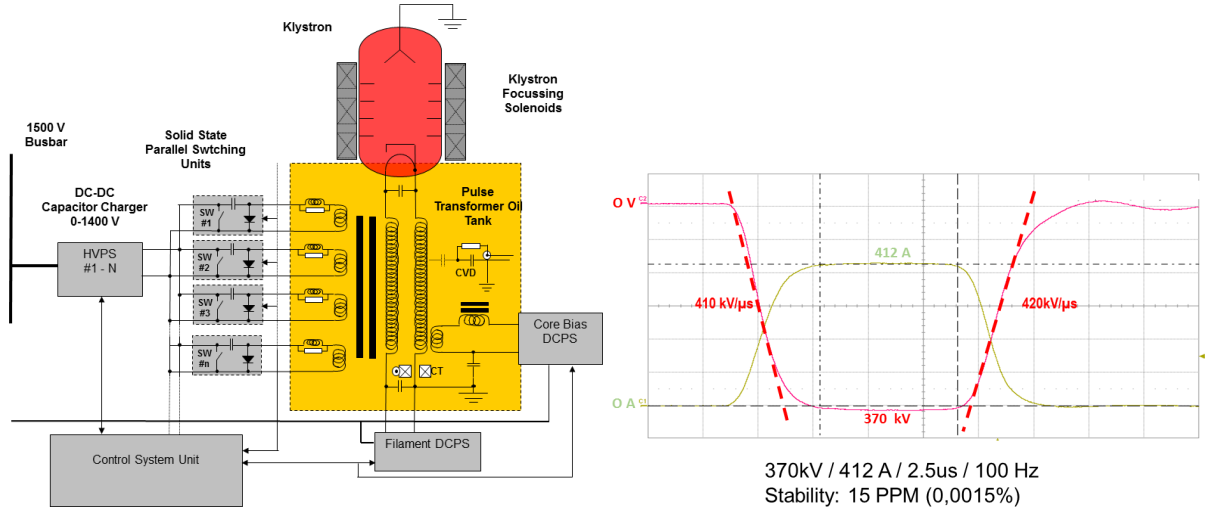 Klystron
Klystron
Focussing
Solenoids
1500 V
Busbar
Solid State
Parallel Swtching
Units
DC-DC
Capacitor Charger
0-1400 V
HVPS
#1 - N
SW
#1
SW
#2
SW
#3
SW
#n
Pulse
Transformer Oil
Tank
CVD
CT
Core Bias
DCPS
Filament DCPS
Control System Unit
O V C2
412 A
410 kV/µs
420kV/µs
O A C1
370 kV
370kV / 412 A / 2.5us / 100 Hz
Stability: 15 PPM (0,0015%)